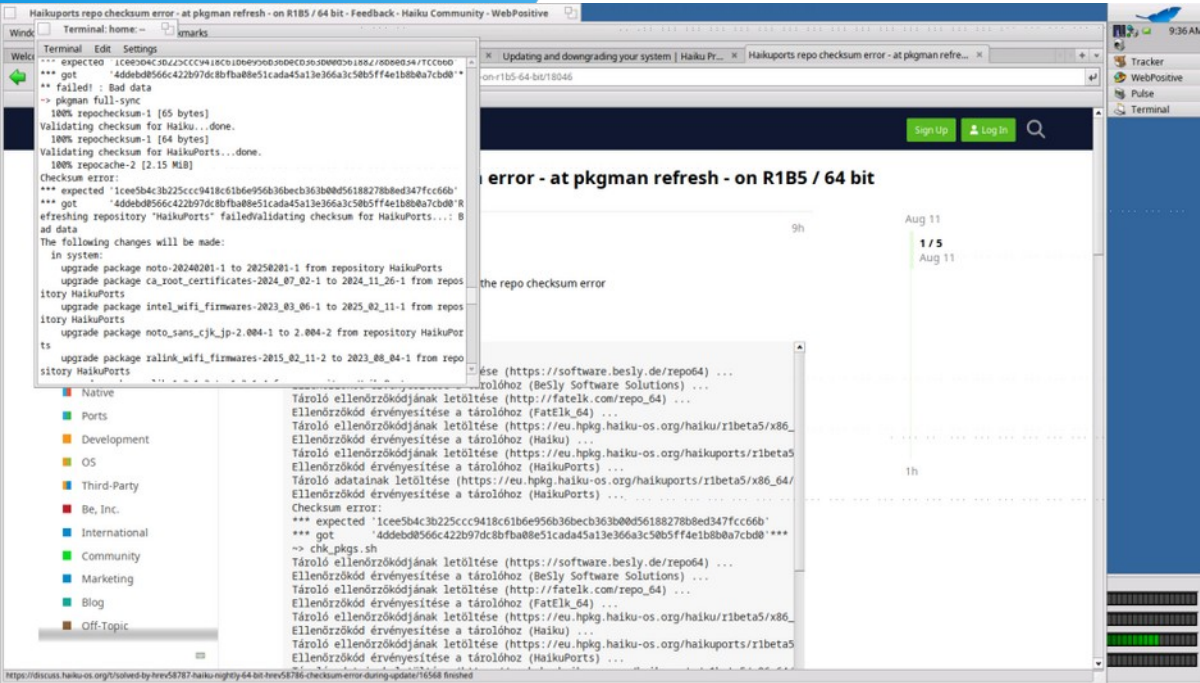 Haikuports repo checksum error - at pkgman refresh - on R1B5 / 64 bit - Feedback - Haiku Community - WebPositive
Terminal: home: --
Terminal Edit Settings
*** expected '1cee5b4c3b225ccc9418c61b6e956b36becb363b00d56188278b8ed347fcc66b'
*** got '4ddebd0566c422b97dc8bfba08e51cada45a13e366a3c50b5ff4e1b8b0a7cbd0'*
** failed! : Bad data
~> pkgman full-sync
100% repochecksum-1 [65 bytes]
Validating checksum for Haiku...done.
100% repochecksum-1 [64 bytes]
Validating checksum for HaikuPorts...done.
100% repocache-2 [2.15 MiB]
Checksum error:
*** expected '1cee5b4c3b225ccc9418c61b6e956b36becb363b00d56188278b8ed347fcc66b'
*** got '4ddebd0566c422b97dc8bfba08e51cada45a13e366a3c50b5ff4e1b8b0a7cbd0'R
efreshing repository "HaikuPorts" failedValidating checksum for HaikuPorts...: B
ad data
The following changes will be made:
in system:
upgrade package noto-20240201-1 to 20250201-1 from repository HaikuPorts
upgrade package ca_root_certificates-2024_07_02-1 to 2024_11_26-1 from repos
itory HaikuPorts
upgrade package intel_wifi_firmwares-2023_03_06-1 to 2025_02_11-1 from repos
itory HaikuPorts
upgrade package noto_sans_cjk_jp-2.004-1 to 2.004-2 from repository HaikuPor
ts
upgrade package ralink_wifi_firmwares-2015_02_11-2 to 2023_08_04-1 from repo
sitory HaikuPorts
Updating and downgrading your system | Haiku Pr...
Haikuports repo checksum error - at pkgman refre...
-on-r1b5-64-bit/18046
Sign Up
Log In
error - at pkgman refresh - on R1B5 / 64 bit
9h
the repo checksum error
Aug 11
1 / 5
Aug 11
1h
Native
Ports
Development
OS
Third-Party
Be, Inc.
International
Community
Marketing
Blog
Off-Topic
ése (https://software.besly.de/repo64) ...
Ellenőrzőkód érvényesítése a tárolóhoz (BeSly Software Solutions) ...
Tároló ellenőrzőkódjának letöltése (http://fatelk.com/repo_64) ...
Ellenőrzőkód érvényesítése a tárolóhoz (FatElk_64) ...
Tároló ellenőrzőkódjának letöltése (https://eu.hpkg.haiku-os.org/haiku/r1beta5/x86_
Ellenőrzőkód érvényesítése a tárolóhoz (Haiku) ...
Tároló ellenőrzőkódjának letöltése (https://eu.hpkg.haiku-os.org/haikuports/r1beta5
Ellenőrzőkód érvényesítése a tárolóhoz (HaikuPorts) ...
Tároló adatainak letöltése (https://eu.hpkg.haiku-os.org/haikuports/r1beta5/x86_64/
Ellenőrzőkód érvényesítése a tárolóhoz (HaikuPorts) ...
Checksum error:
*** expected '1cee5b4c3b225ccc9418c61b6e956b36becb363b00d56188278b8ed347fcc66b'
*** got '4ddebd0566c422b97dc8bfba08e51cada45a13e366a3c50b5ff4e1b8b0a7cbd0'***
~> chk_pkgs.sh
Tároló ellenőrzőkódjának letöltése (https://software.besly.de/repo64) ...
Ellenőrzőkód érvényesítése a tárolóhoz (BeSly Software Solutions) ...
Tároló ellenőrzőkódjának letöltése (http://fatelk.com/repo_64) ...
Ellenőrzőkód érvényesítése a tárolóhoz (FatElk_64) ...
Tároló ellenőrzőkódjának letöltése (https://eu.hpkg.haiku-os.org/haiku/r1beta5/x86_
Ellenőrzőkód érvényesítése a tárolóhoz (Haiku) ...
Tároló ellenőrzőkódjának letöltése (https://eu.hpkg.haiku-os.org/haikuports/r1beta5
Ellenőrzőkód érvényesítése a tárolóhoz (HaikuPorts) ...
https://discuss.haiku-os.org/t/solved-by-hrev58787-haiku-nightly-64-bit-hrev58786-checksum-error-during-update/16568 finished
9:36 AM
Tracker
WebPositive
Pulse
Terminal